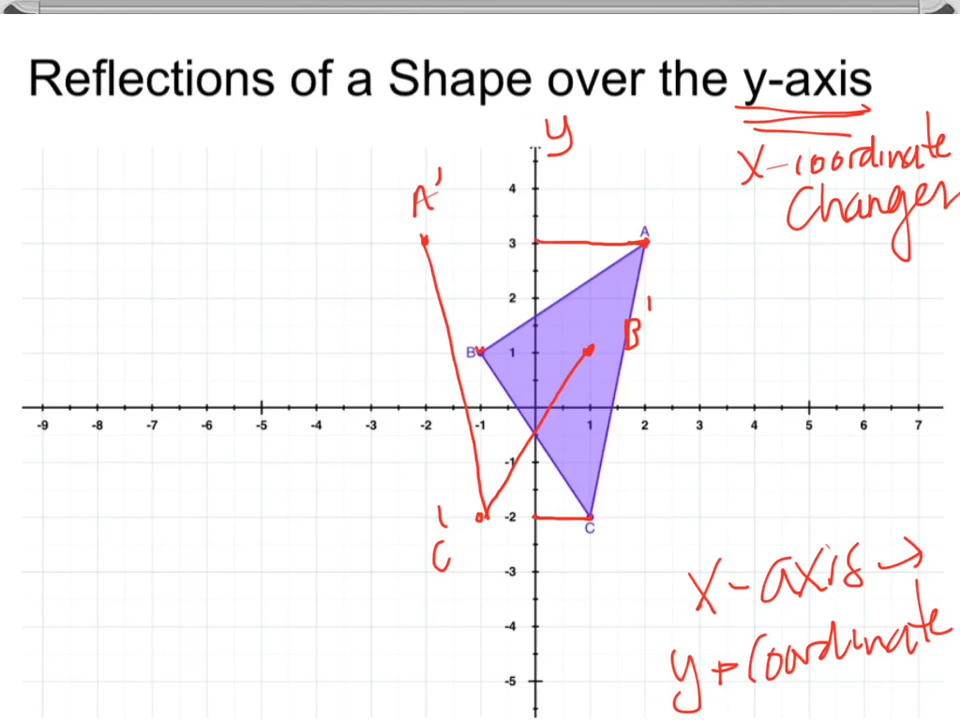 Reflections of a Shape over the y-axis
y
x-coordinate
Changes
A'
4
A
3
2
B'
B
1
-9 -8 -7 -6 -5 -4 -3 -2 -1 1 2 3 4 5 6 7
-1
-2
C'
C
-3
x-axis →
-4
y-coordinate
-5